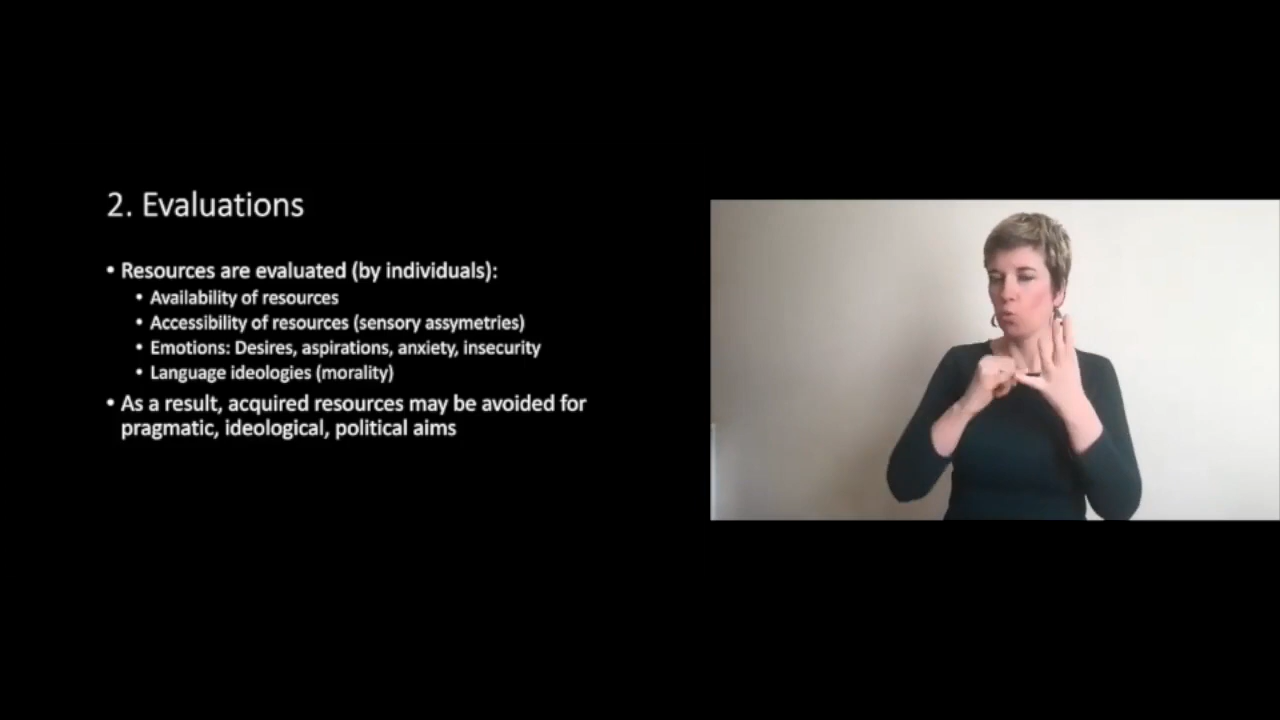 2. Evaluations
• Resources are evaluated (by individuals):
• Availability of resources
• Accessibility of resources (sensory assymetries)
• Emotions: Desires, aspirations, anxiety, insecurity
• Language ideologies (morality)
• As a result, acquired resources may be avoided for
pragmatic, ideological, political aims